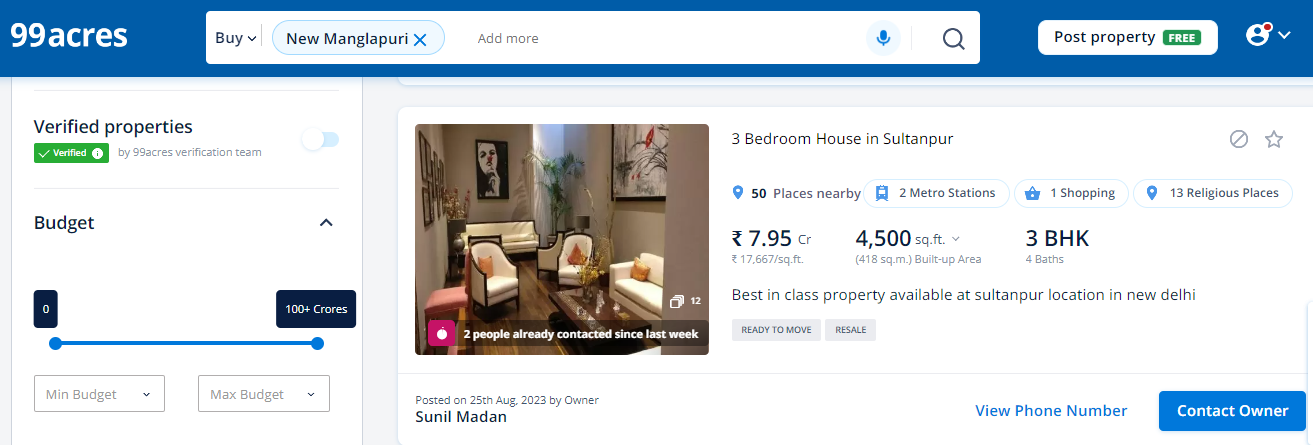 99acres
Buy
New Manglapuri
Add more
Post property FREE
Verified properties
Verified by 99acres verification team
Budget
0
100+ Crores
Min Budget
Max Budget
3 Bedroom House in Sultanpur
50 Places nearby
2 Metro Stations
1 Shopping
13 Religious Places
₹ 7.95 Cr
₹ 17,667/sq.ft.
4,500 sq.ft.
(418 sq.m.) Built-up Area
3 BHK
4 Baths
Best in class property available at sultanpur location in new delhi
READY TO MOVE
RESALE
12
2 people already contacted since last week
Posted on 25th Aug, 2023 by Owner
Sunil Madan
View Phone Number
Contact Owner